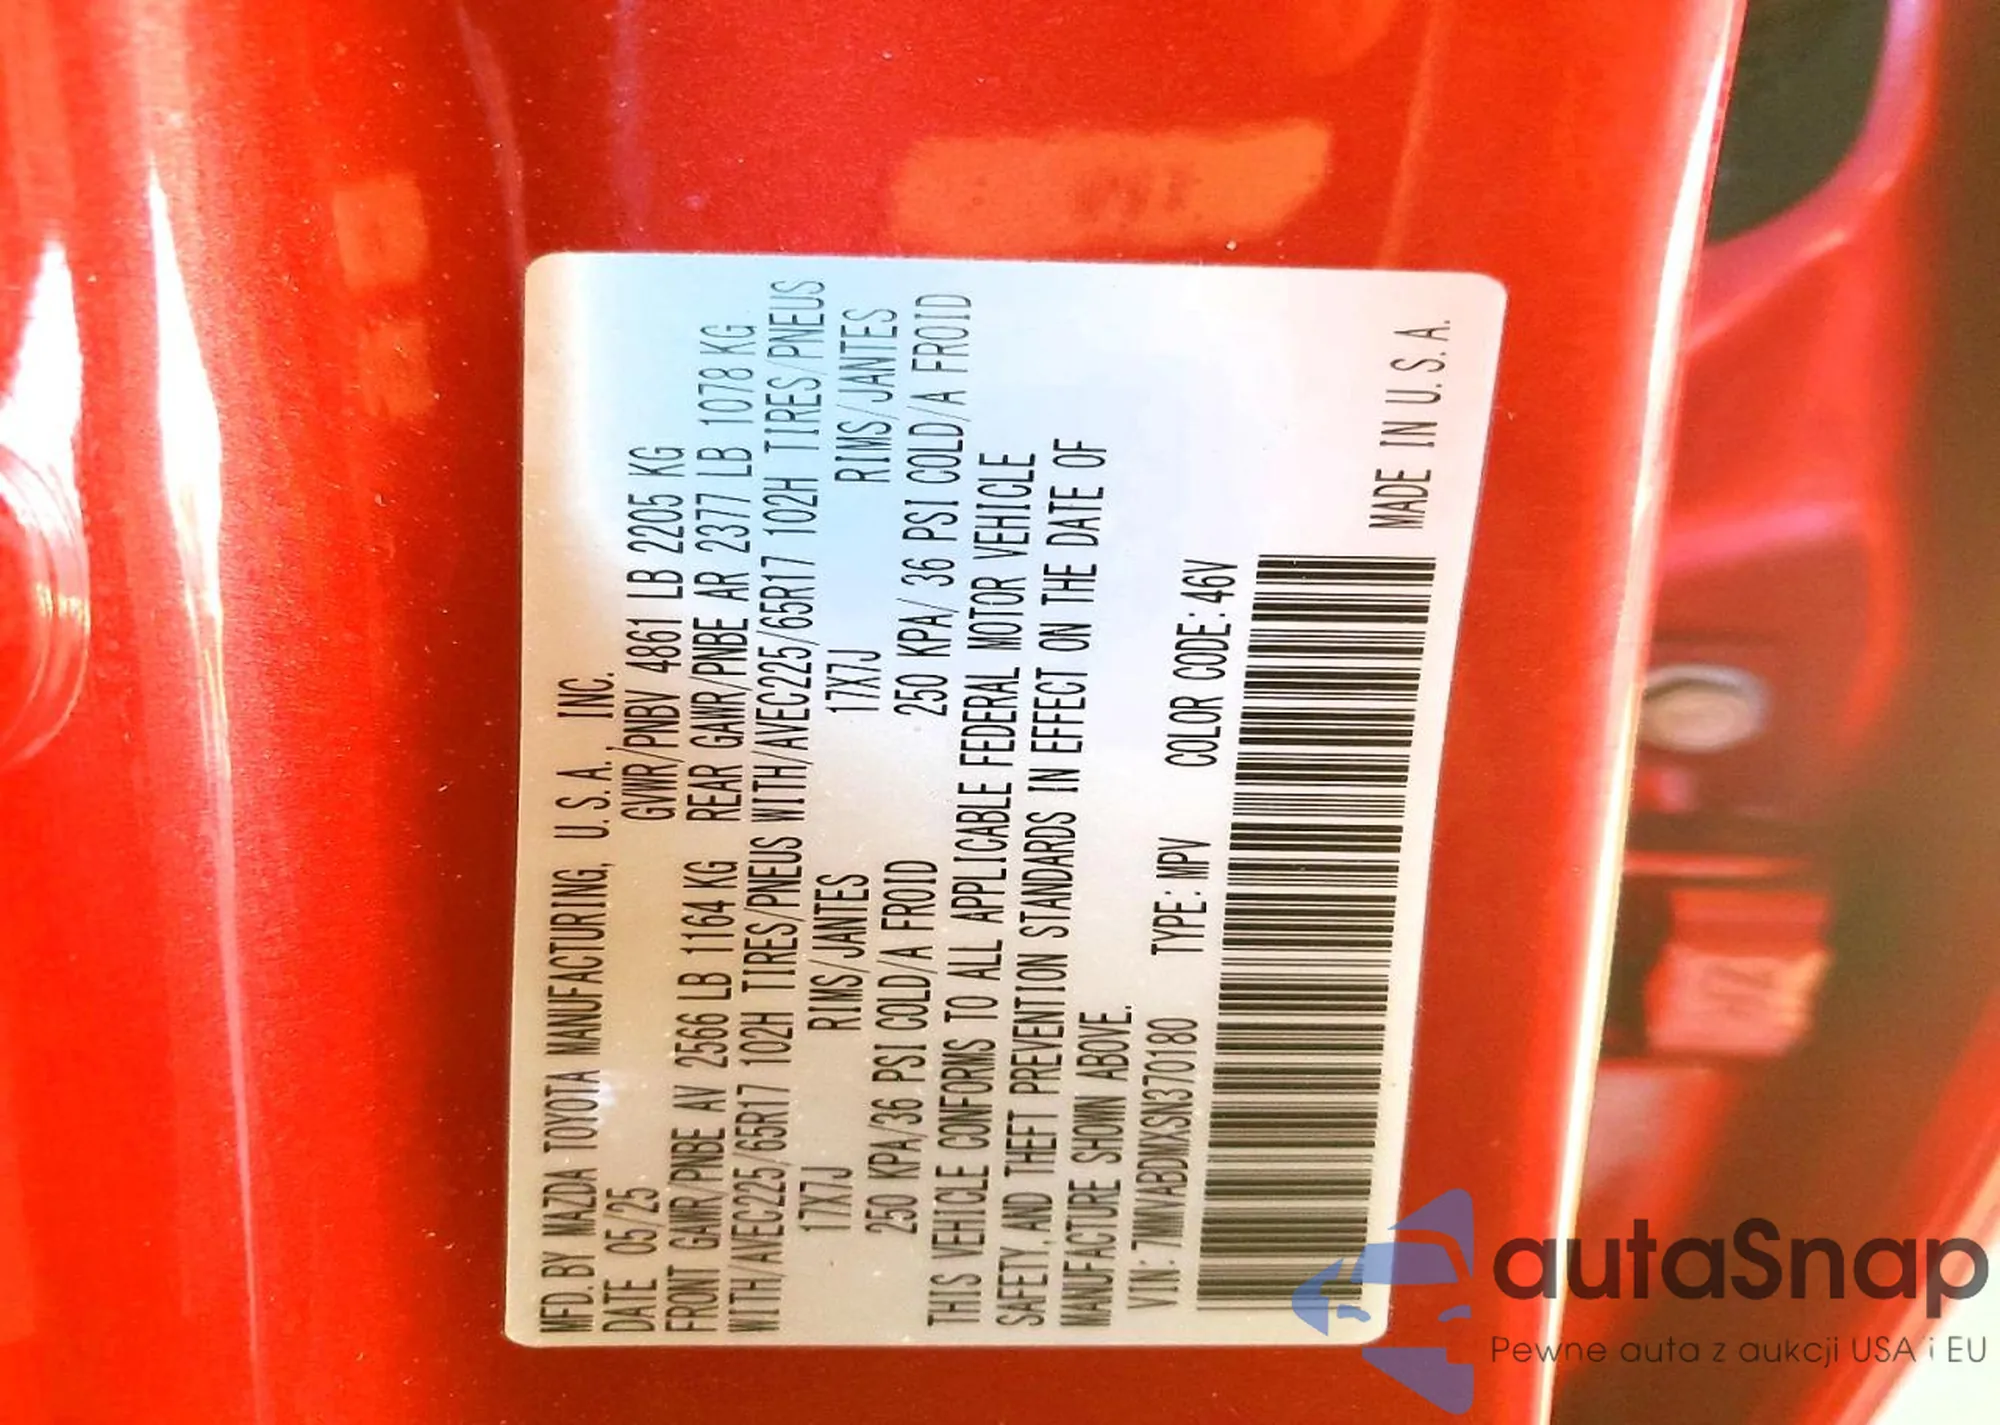 MFD. BY MAZDA TOYOTA MANUFACTURING, U.S.A., INC.
DATE 05/25 GVWR/PNBV 4861 LB 2205 KG
FRONT GAWR/PNBE AV 2566 LB 1164 KG REAR GAWR/PNBE AR 2377 LB 1078 KG
WITH/AVEC225/65R17 102H TIRES/PNEUS WITH/AVEC225/65R17 102H TIRES/PNEUS
17X7J RIMS/JANTES 17X7J RIMS/JANTES
250 KPA/36 PSI COLD/A FROID 250 KPA/ 36 PSI COLD/A FROID
THIS VEHICLE CONFORMS TO ALL APPLICABLE FEDERAL MOTOR VEHICLE
SAFETY, AND THEFT PREVENTION STANDARDS IN EFFECT ON THE DATE OF
MANUFACTURE SHOWN ABOVE.
VIN: 7MMVABDMXSN370180 TYPE: MPV COLOR CODE: 46V
MADE IN U.S.A.
autaSnap
Pewne auta z aukcji USA i EU